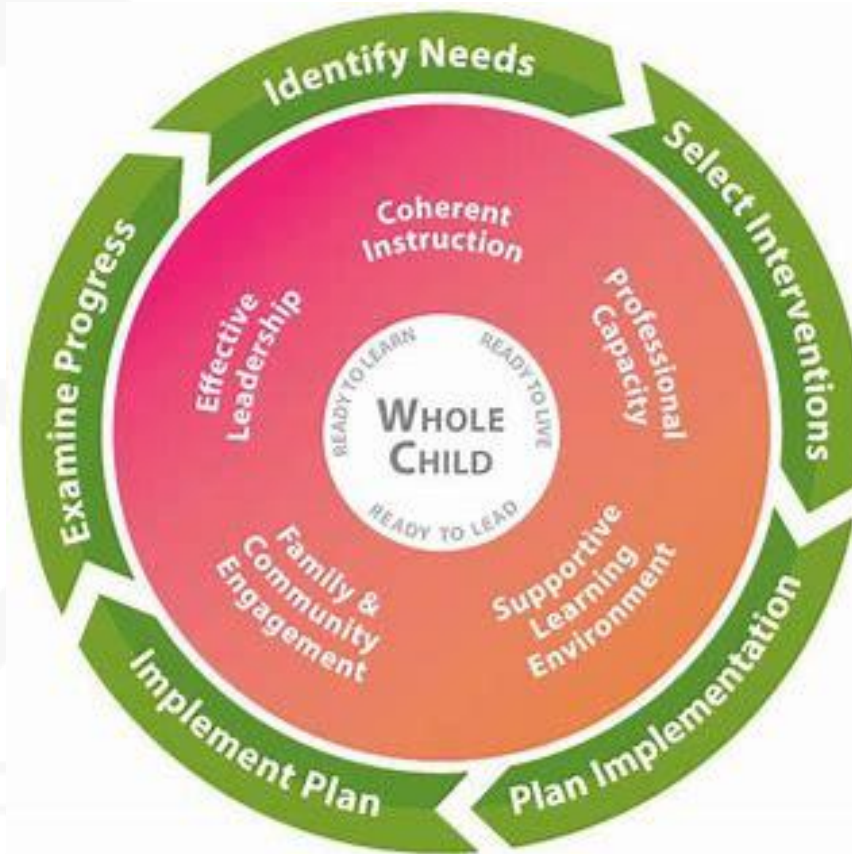 Identify Needs
Select Interventions
Plan Implementation
Implement Plan
Examine Progress
Coherent
Instruction
Professional
Capacity
Supportive
Learning
Environment
Family &
Community
Engagement
Effective
Leadership
READY TO LEARN
READY TO LIVE
READY TO LEAD
WHOLE
CHILD